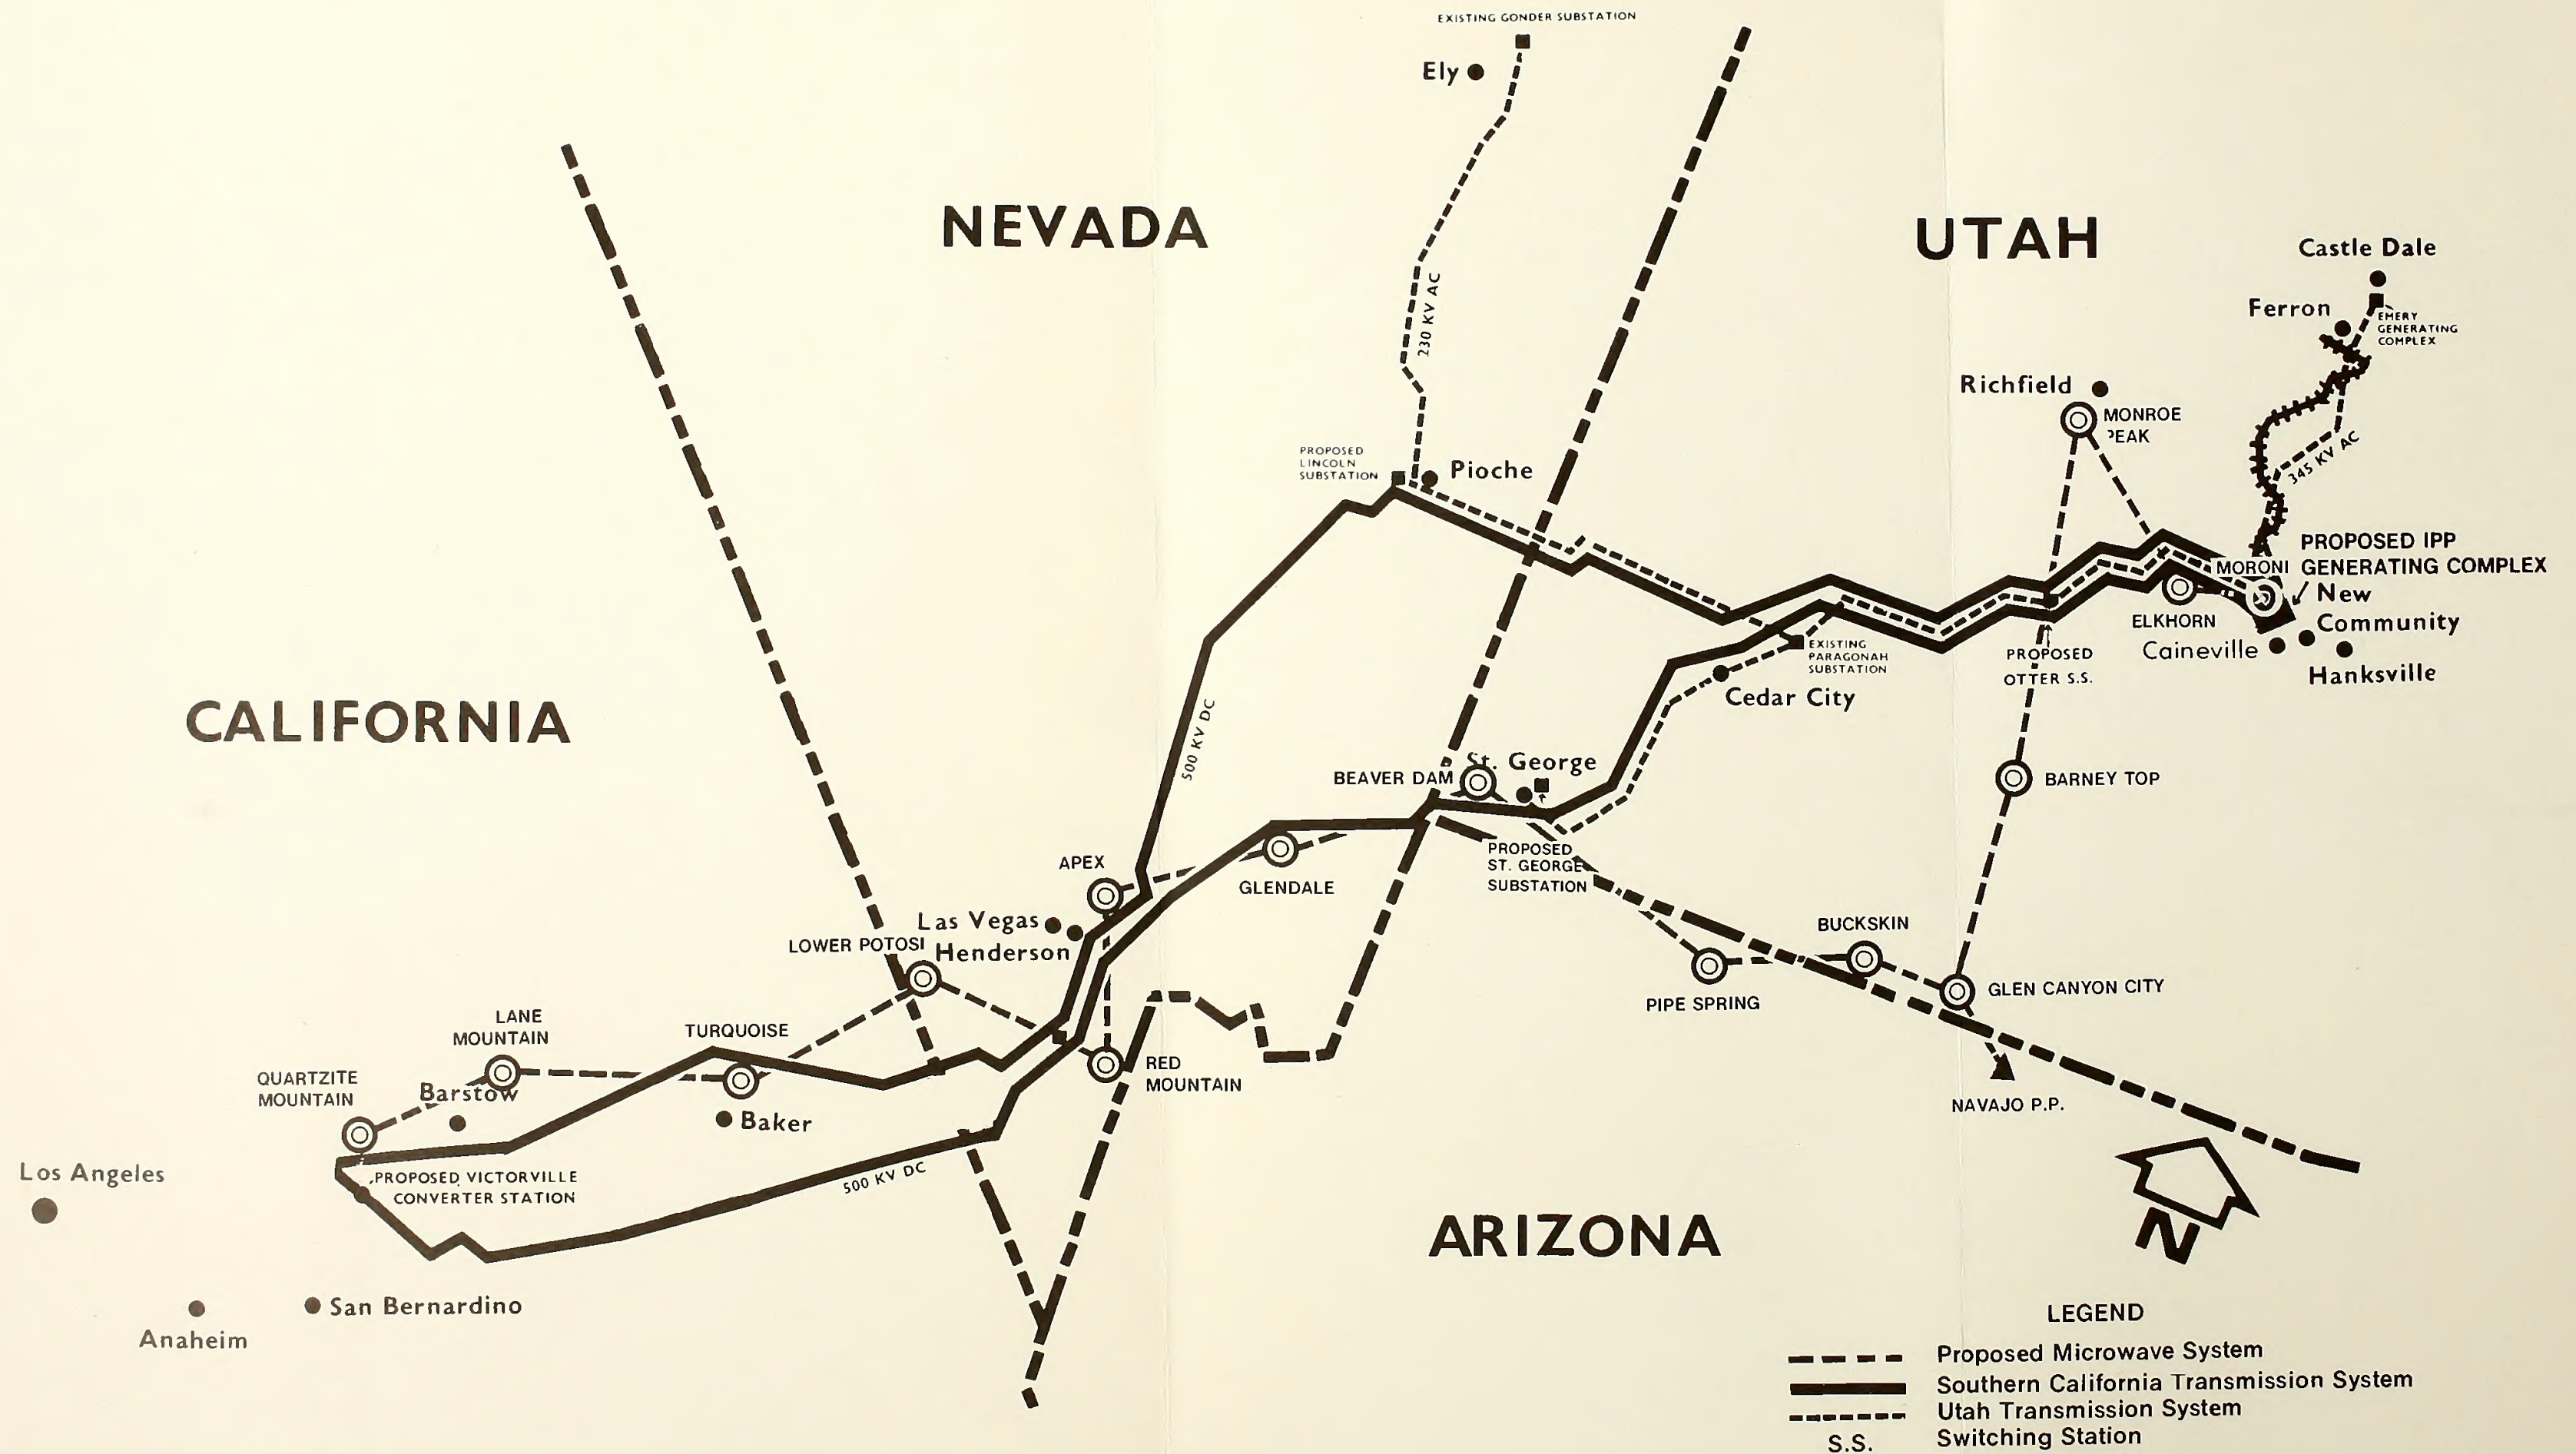 EXISTING GONDER SUBSTATION
Ely
NEVADA
UTAH
Castle Dale
Ferron
EMERY
GENERATING
COMPLEX
230 KV AC
Richfield
MONROE
PEAK
345 KV AC
PROPOSED
LINCOLN
SUBSTATION
Pioche
PROPOSED IPP
GENERATING COMPLEX
MORONI
New
Community
ELKHORN
Caineville
Hanksville
EXISTING
PARAGONAH
SUBSTATION
PROPOSED
OTTER S.S.
Cedar City
CALIFORNIA
500 KV DC
St. George
BEAVER DAM
BARNEY TOP
PROPOSED
ST. GEORGE
SUBSTATION
APEX
GLENDALE
Las Vegas
LOWER POTOSI
Henderson
BUCKSKIN
PIPE SPRING
GLEN CANYON CITY
LANE
MOUNTAIN
TURQUOISE
RED
MOUNTAIN
QUARTZITE
MOUNTAIN
Barstow
Baker
NAVAJO P.P.
Los Angeles
PROPOSED VICTORVILLE
CONVERTER STATION
500 KV DC
ARIZONA
N
San Bernardino
Anaheim
LEGEND
Proposed Microwave System
Southern California Transmission System
Utah Transmission System
S.S. Switching Station